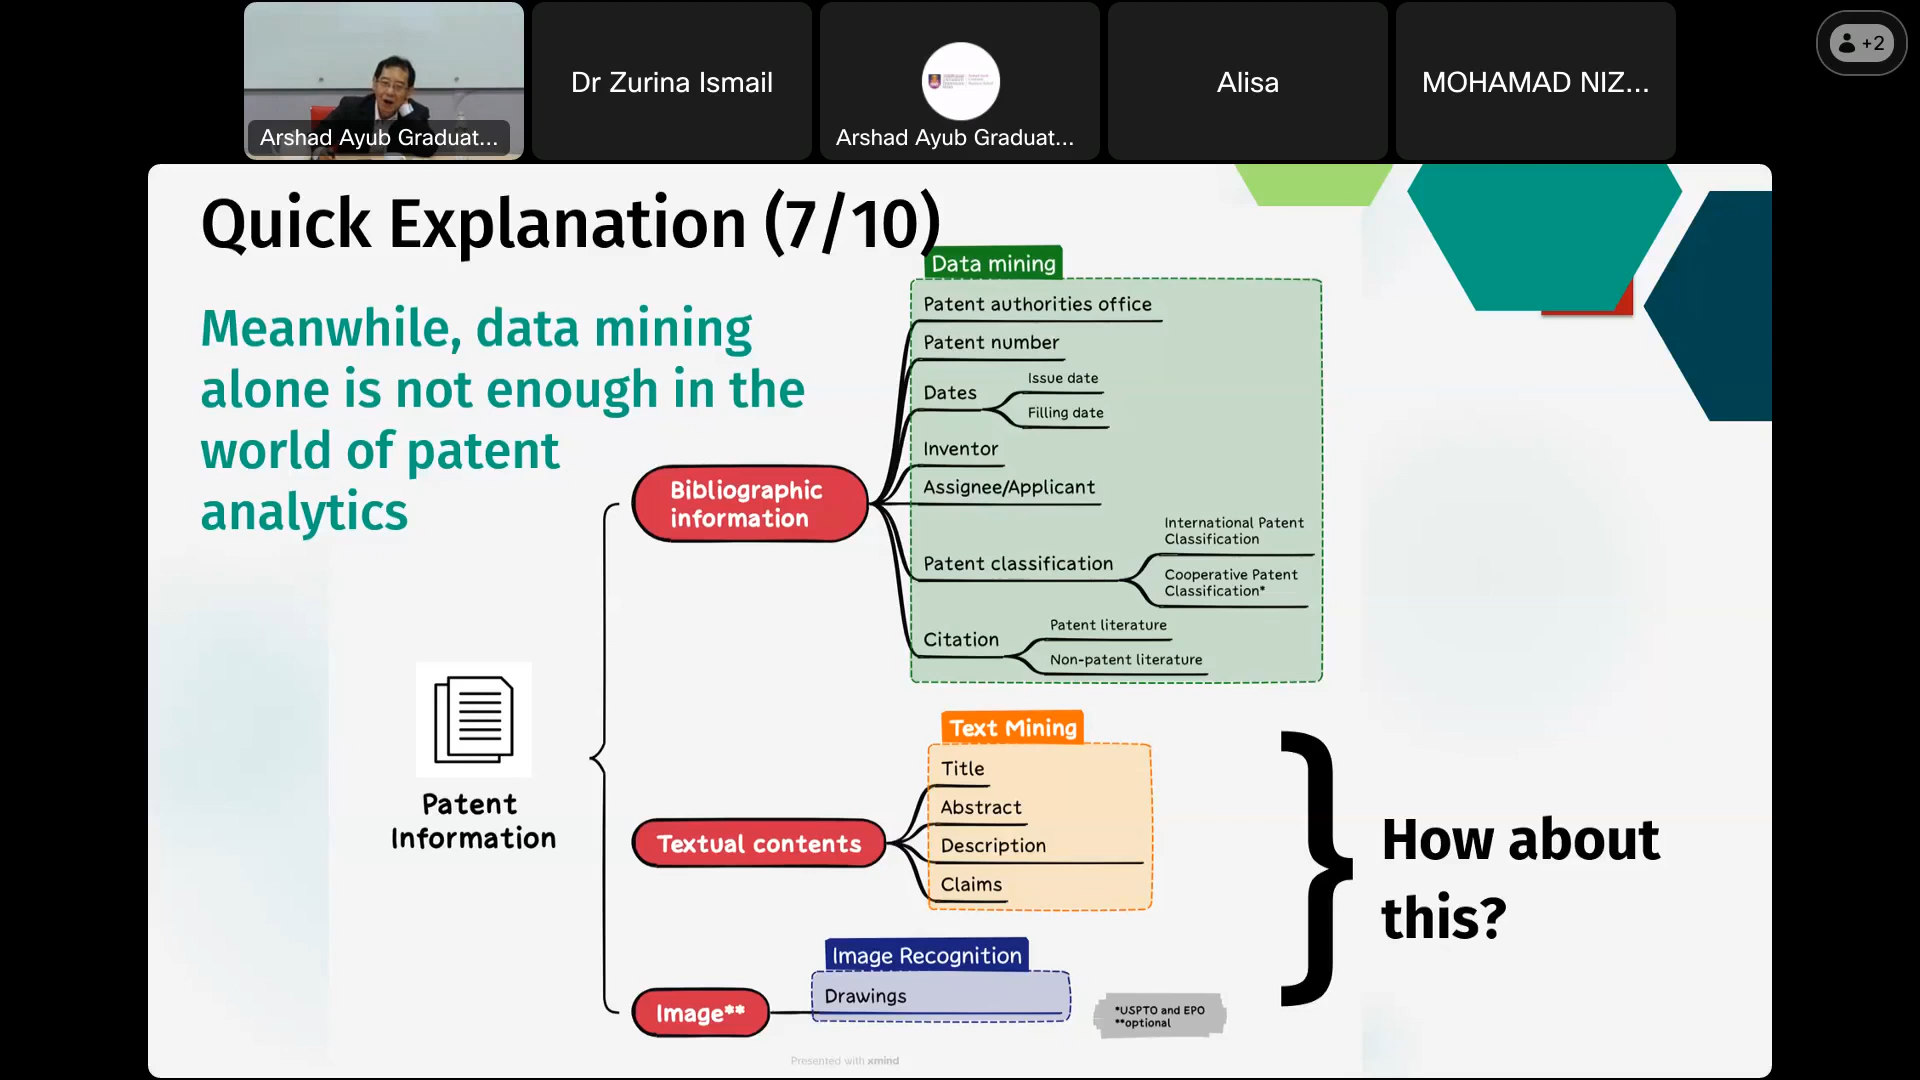 Dr Zurina Ismail
Alisa
MOHAMAD NIZ...
+2
Arshad Ayub Graduat...
Arshad Ayub Graduat...
Quick Explanation (7/10)
Meanwhile, data mining
alone is not enough in the
world of patent
analytics
Patent
Information
Bibliographic
information
Data mining
Patent authorities office
Patent number
Dates
Issue date
Filling date
Inventor
Assignee/Applicant
Patent classification
International Patent
Classification
Cooperative Patent
Classification*
Citation
Patent literature
Non-patent literature
Textual contents
Text Mining
Title
Abstract
Description
Claims
Image**
Image Recognition
Drawings
*USPTO and EPO
**optional
How about
this?
Presented with xmind